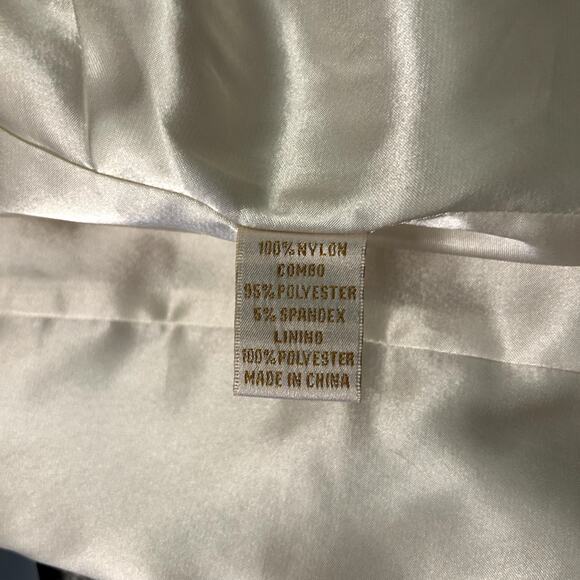 100% NYLON
COMBO
95% POLYESTER
5% SPANDEX
LINING
100% POLYESTER
MADE IN CHINA